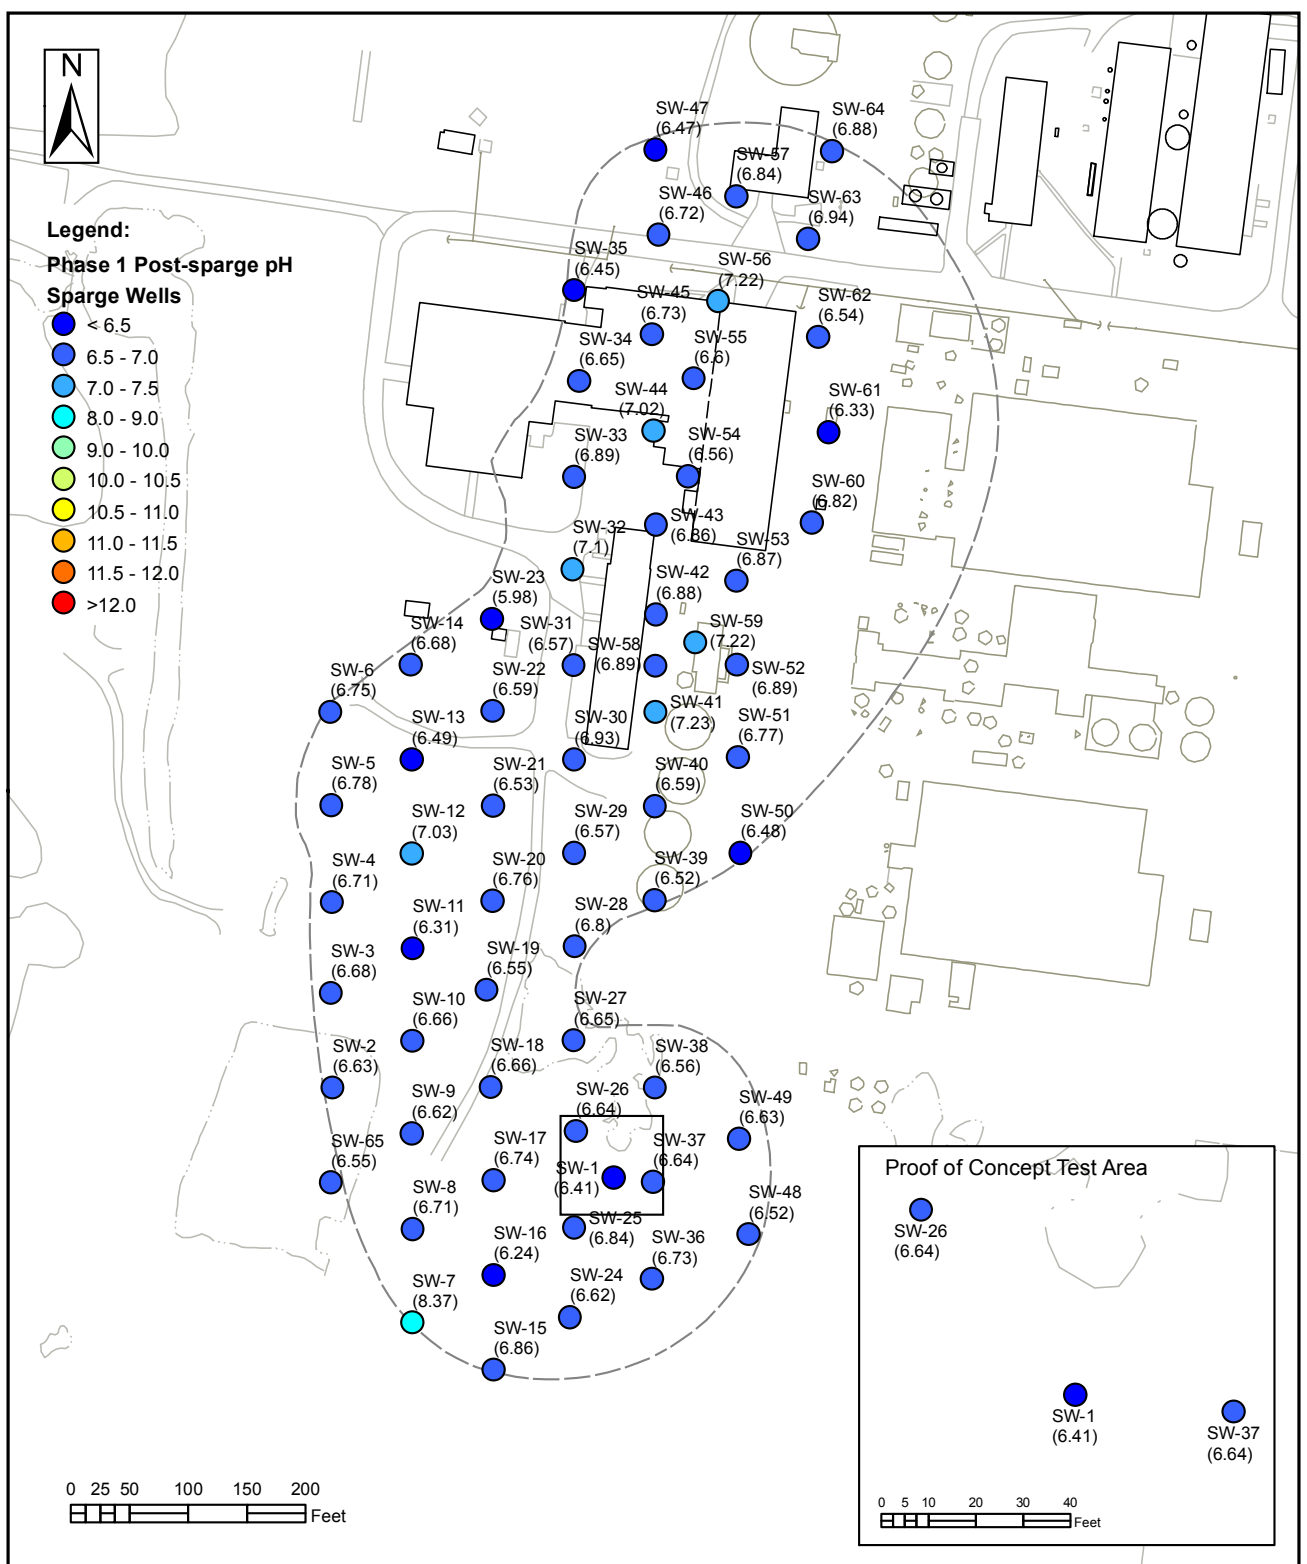 N
Legend:
Phase 1 Post-sparge pH
Sparge Wells
< 6.5
6.5 - 7.0
7.0 - 7.5
8.0 - 9.0
9.0 - 10.0
10.0 - 10.5
10.5 - 11.0
11.0 - 11.5
11.5 - 12.0
>12.0
SW-47
(6.47)
SW-64
(6.88)
SW-57
(6.84)
SW-46
(6.72)
SW-63
(6.94)
SW-35
(6.45)
SW-56
(7.22)
SW-45
(6.73)
SW-62
(6.54)
SW-34
(6.65)
SW-55
(6.6)
SW-44
(7.02)
SW-61
(6.33)
SW-33
(6.89)
SW-54
(6.56)
SW-60
(6.82)
SW-32
(7.1)
SW-43
(6.86)
SW-53
(6.87)
SW-23
(5.98)
SW-42
(6.88)
SW-14
(6.68)
SW-31
(6.57)
SW-58
(6.89)
SW-59
(7.22)
SW-6
(6.75)
SW-22
(6.59)
SW-52
(6.89)
SW-13
(6.49)
SW-30
(6.93)
SW-41
(7.23)
SW-51
(6.77)
SW-5
(6.78)
SW-21
(6.53)
SW-40
(6.59)
SW-12
(7.03)
SW-29
(6.57)
SW-50
(6.48)
SW-4
(6.71)
SW-20
(6.76)
SW-39
(6.52)
SW-11
(6.31)
SW-28
(6.8)
SW-3
(6.68)
SW-19
(6.55)
SW-10
(6.66)
SW-27
(6.65)
SW-2
(6.63)
SW-18
(6.66)
SW-38
(6.56)
SW-9
(6.62)
SW-26
(6.64)
SW-49
(6.63)
SW-65
(6.55)
SW-17
(6.74)
SW-1
(6.41)
SW-37
(6.64)
SW-8
(6.71)
SW-25
(6.84)
SW-48
(6.52)
SW-16
(6.24)
SW-36
(6.73)
SW-7
(8.37)
SW-24
(6.62)
SW-15
(6.86)
Proof of Concept Test Area
SW-26
(6.64)
SW-1
(6.41)
SW-37
(6.64)
0 5 10 20 30 40
Feet
0 25 50 100 150 200
Feet